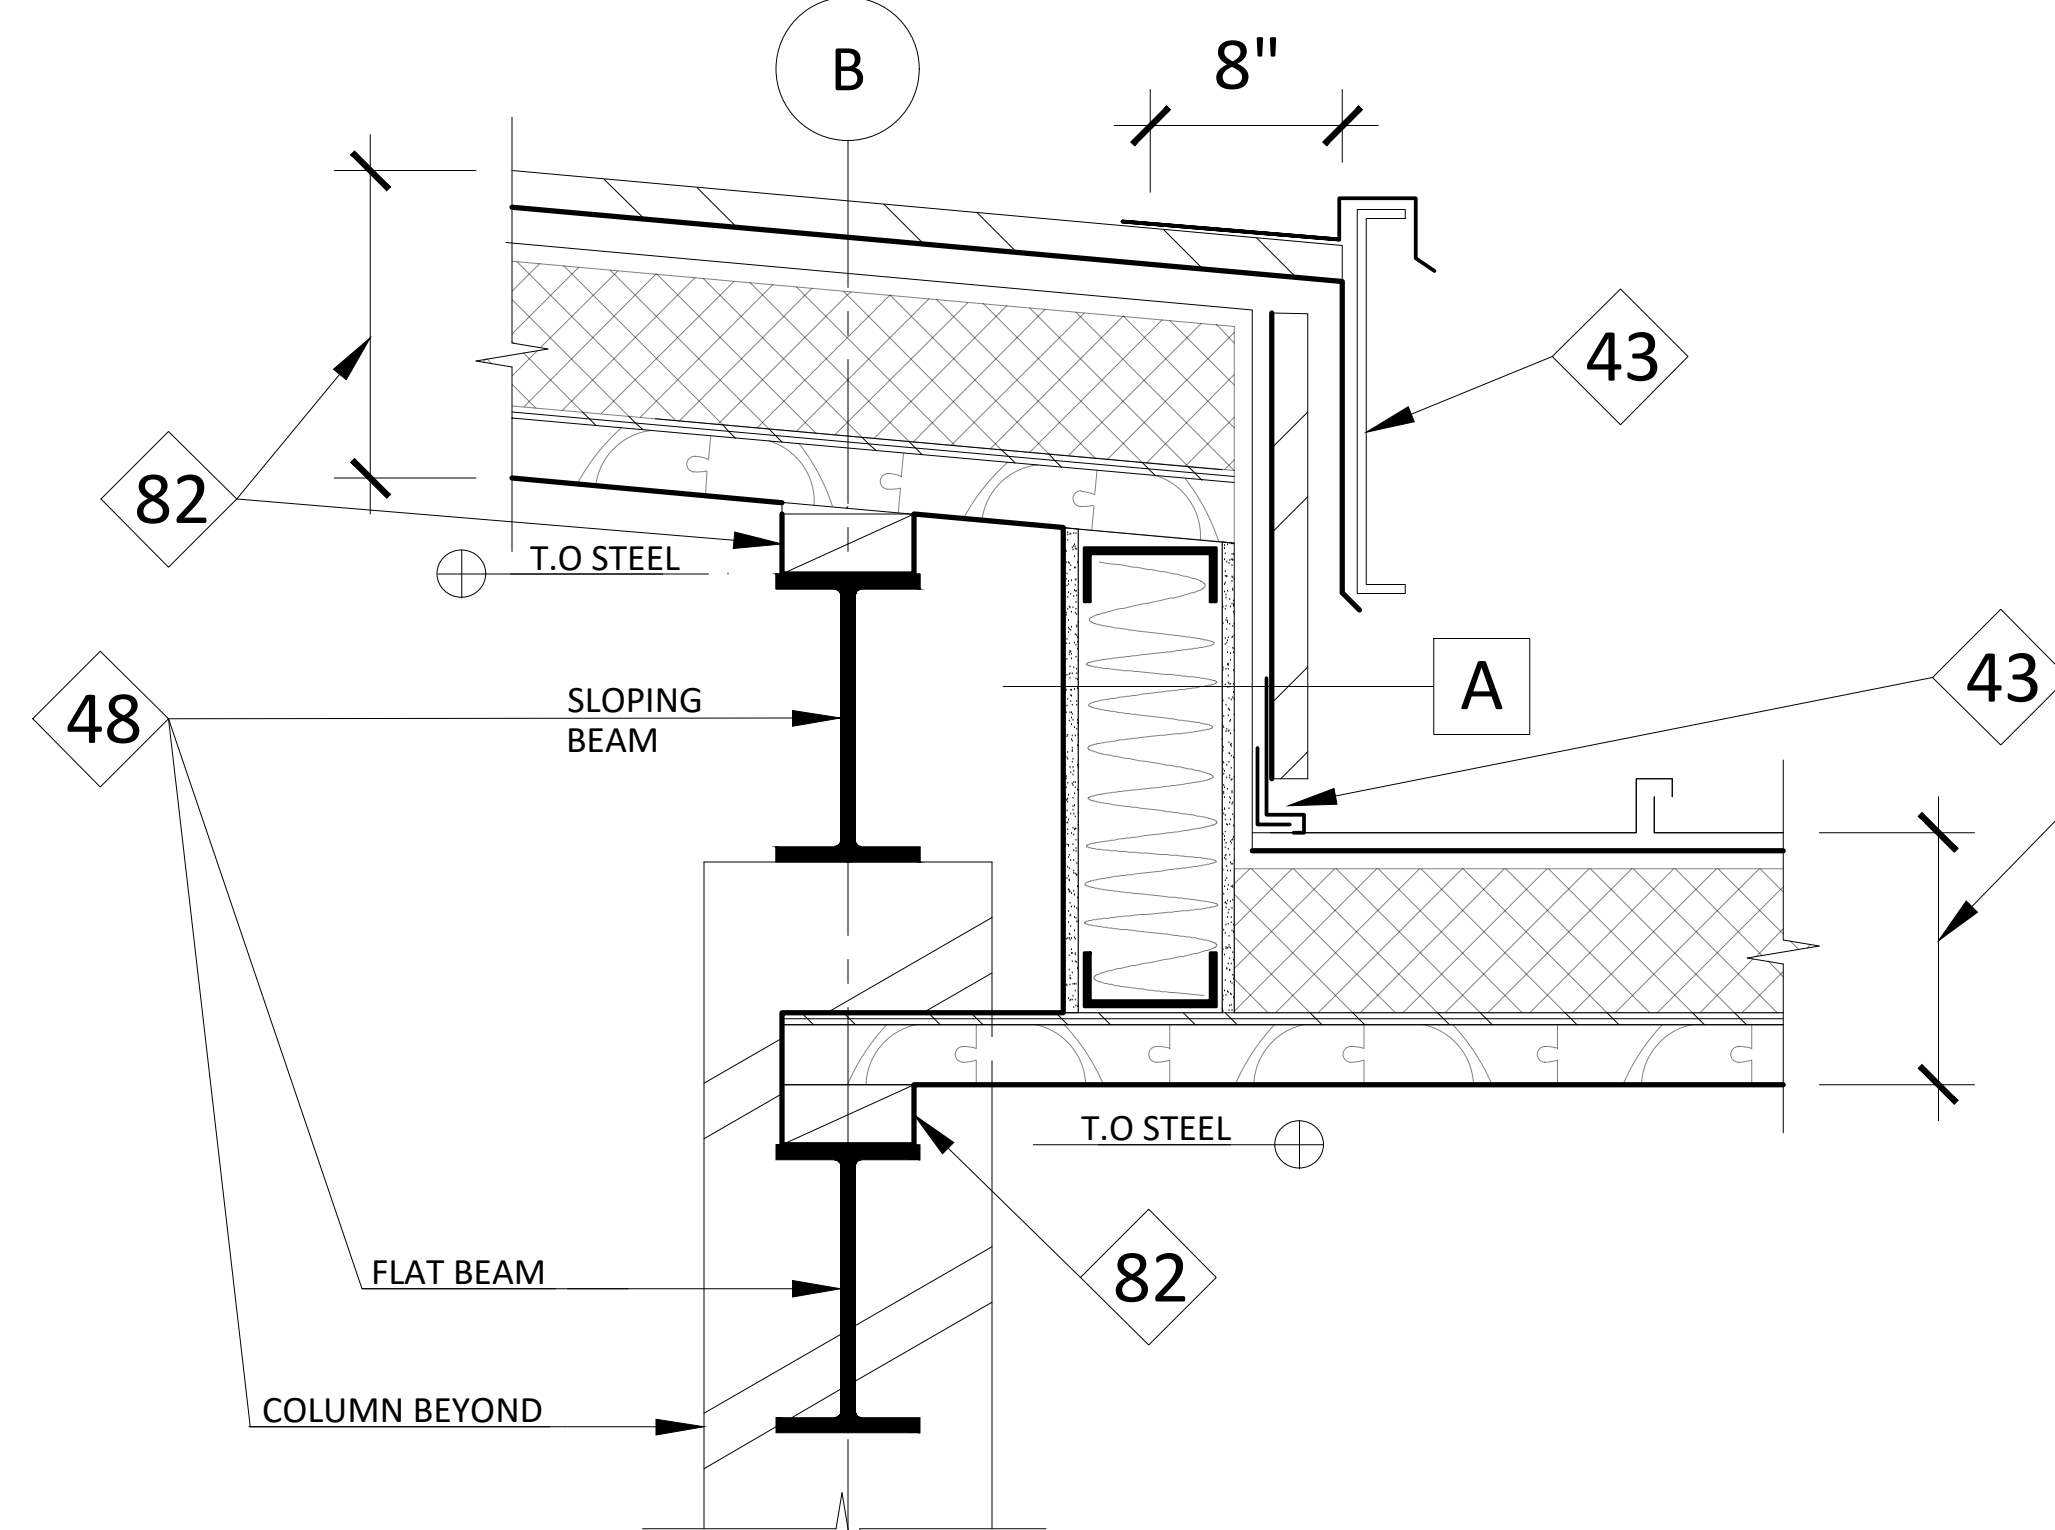 B
8"
43
82
T.O STEEL
43
48
SLOPING
BEAM
A
T.O STEEL
82
FLAT BEAM
COLUMN BEYOND